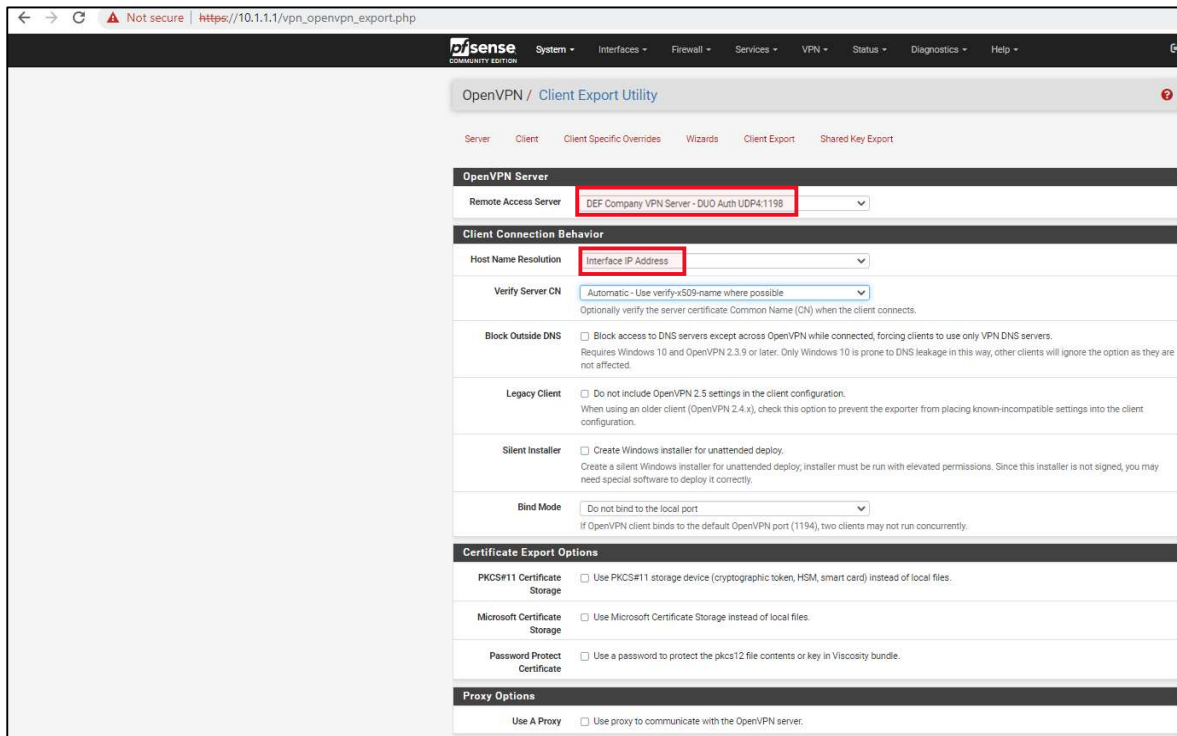 Not secure | https://10.1.1.1/vpn_openvpn_export.php
pfsense System Interfaces Firewall Services VPN Status Diagnostics Help
COMMUNITY EDITION
OpenVPN / Client Export Utility
Server Client Client Specific Overrides Wizards Client Export Shared Key Export
OpenVPN Server
Remote Access Server DEF Company VPN Server - DUO Auth UDP4:1198
Client Connection Behavior
Host Name Resolution Interface IP Address
Verify Server CN Automatic - Use verify-x509-name where possible
Optionally verify the server certificate Common Name (CN) when the client connects.
Block Outside DNS Block access to DNS servers except across OpenVPN while connected, forcing clients to use only VPN DNS servers.
Requires Windows 10 and OpenVPN 2.3.9 or later. Only Windows 10 is prone to DNS leakage in this way, other clients will ignore the option as they are
not affected.
Legacy Client Do not include OpenVPN 2.5 settings in the client configuration.
When using an older client (OpenVPN 2.4.x), check this option to prevent the exporter from placing known-incompatible settings into the client
configuration.
Silent Installer Create Windows installer for unattended deploy.
Create a silent Windows installer for unattended deploy; installer must be run with elevated permissions. Since this installer is not signed, you may
need special software to deploy it correctly.
Bind Mode Do not bind to the local port
If OpenVPN client binds to the default OpenVPN port (1194), two clients may not run concurrently.
Certificate Export Options
PKCS#11 Certificate Use PKCS#11 storage device (cryptographic token, HSM, smart card) instead of local files.
Storage
Microsoft Certificate Use Microsoft Certificate Storage instead of local files.
Storage
Password Protect Use a password to protect the pkcs12 file contents or key in Viscosity bundle.
Certificate
Proxy Options
Use A Proxy Use proxy to communicate with the OpenVPN server.